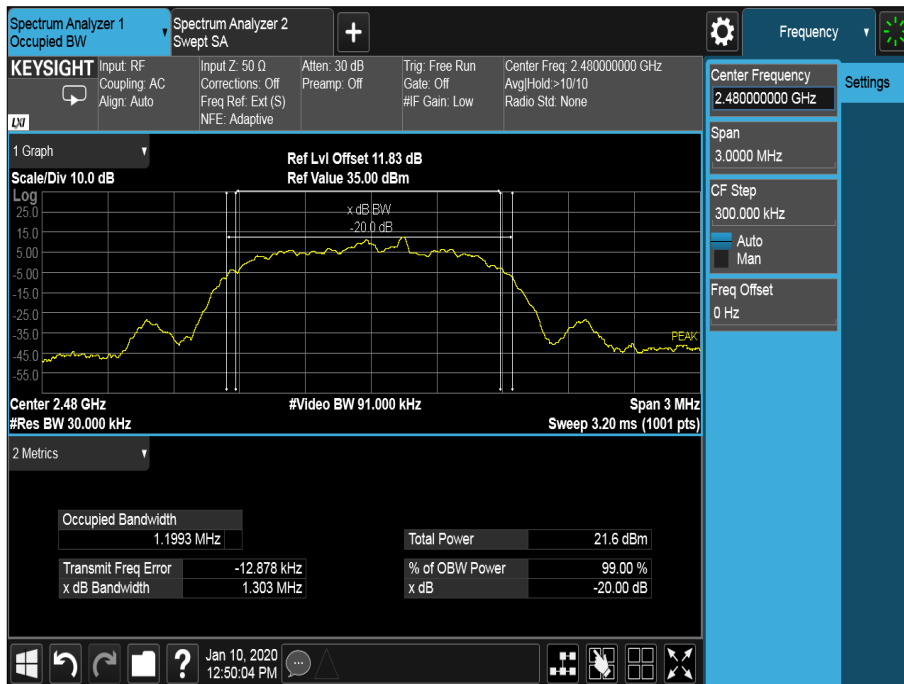 Spectrum Analyzer 1
Occupied BW
Spectrum Analyzer 2
Swept SA
+
Frequency
KEYSIGHT
LXI
Input: RF
Coupling: AC
Align: Auto
Input Z: 50 Ω
Corrections: Off
Freq Ref: Ext (S)
NFE: Adaptive
Atten: 30 dB
Preamp: Off
Trig: Free Run
Gate: Off
#IF Gain: Low
Center Freq: 2.480000000 GHz
Avg|Hold:>10/10
Radio Std: None
Center Frequency
2.480000000 GHz
Settings
Span
3.0000 MHz
CF Step
300.000 kHz
Auto
Man
Freq Offset
0 Hz
1 Graph
Scale/Div 10.0 dB
Ref Lvl Offset 11.83 dB
Ref Value 35.00 dBm
Log
25.0
15.0
5.00
-5.00
-15.0
-25.0
-35.0
-45.0
-55.0
x dB BW
-20.0 dB
PEAK
Center 2.48 GHz
#Video BW 91.000 kHz
Span 3 MHz
#Res BW 30.000 kHz
Sweep 3.20 ms (1001 pts)
2 Metrics
Occupied Bandwidth
1.1993 MHz
Total Power 21.6 dBm
Transmit Freq Error -12.878 kHz
% of OBW Power 99.00 %
x dB Bandwidth 1.303 MHz
x dB -20.00 dB
?
Jan 10, 2020
12:50:04 PM